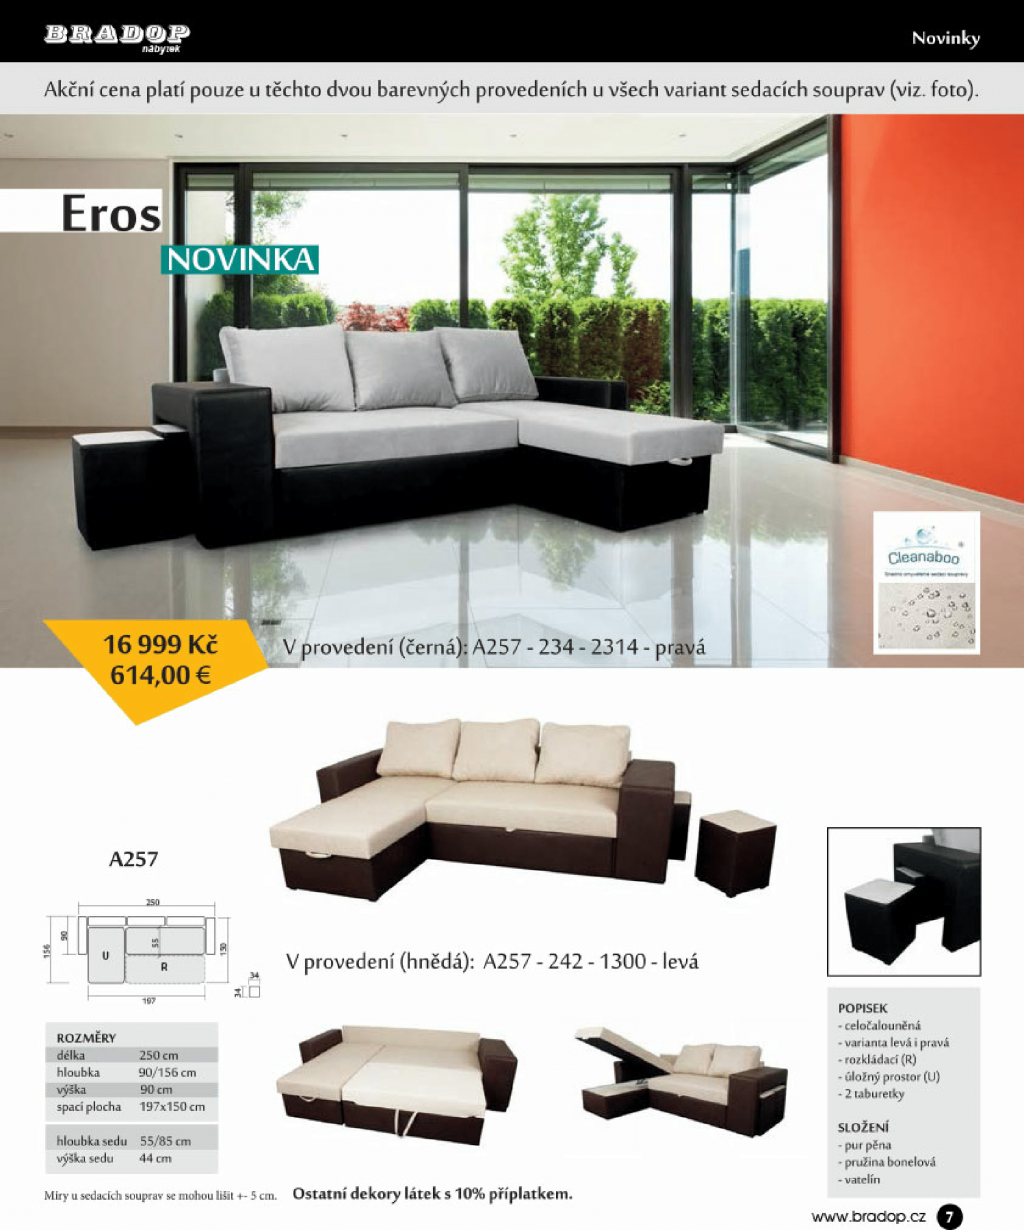 BRADOP
nábytek
Novinky
Akční cena platí pouze u těchto dvou barevných provedeních u všech variant sedacích souprav (viz. foto).
Eros
NOVINKA
Cleanaboo
16 999 Kč
614,00 €
V provedení (černá): A257 - 234 - 2314 - pravá
A257
250
156
90
U
55
R
130
197
34
34
V provedení (hnědá): A257 - 242 - 1300 - levá
ROZMĚRY
délka 250 cm
hloubka 90/156 cm
výška 90 cm
spací plocha 197x150 cm
hloubka sedu 55/85 cm
výška sedu 44 cm
POPISEK
- celočalouněná
- varianta levá i pravá
- rozkládací (R)
- úložný prostor (U)
- 2 taburetky
SLOŽENÍ
- pur pěna
- pružina bonelová
- vatelín
Míry u sedacích souprav se mohou lišit +- 5 cm.
Ostatní dekory látek s 10% příplatkem.
www.bradop.cz 7